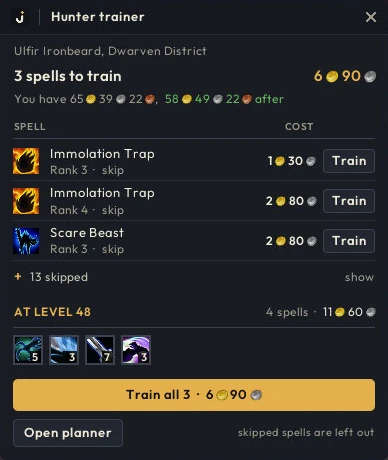 Hunter trainer
Ulfir Ironbeard, Dwarven District
3 spells to train 6 90
You have 65 39 22, 58 49 22 after
SPELL COST
Immolation Trap
Rank 3 · skip
1 30 Train
Immolation Trap
Rank 4 · skip
2 80 Train
Scare Beast
Rank 3 · skip
2 80 Train
+ 13 skipped show
AT LEVEL 48 4 spells · 11 60
5 3 7 3
Train all 3 · 6 90
Open planner skipped spells are left out